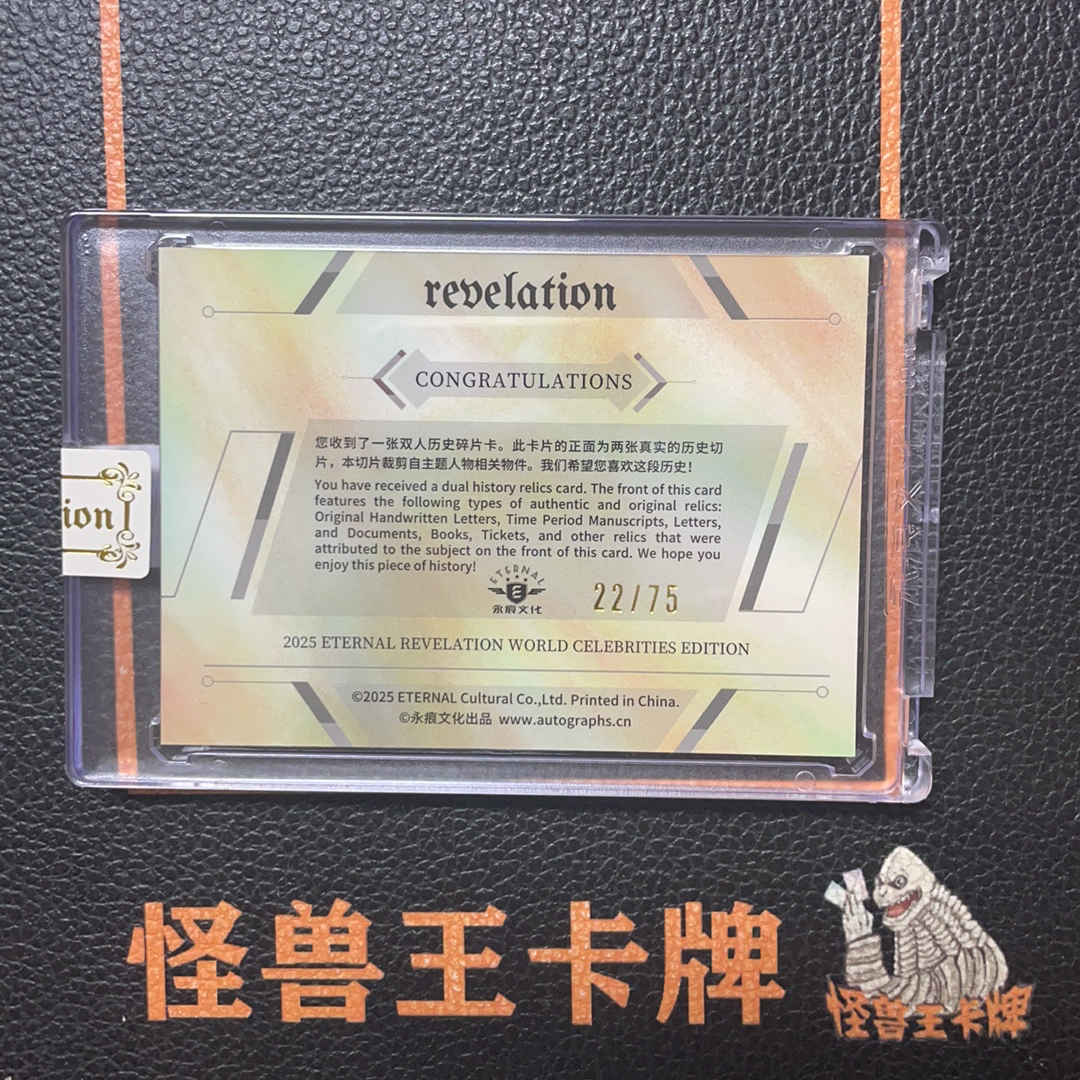 revelation
CONGRATULATIONS
您收到了一张双人历史碎片卡。此卡片的正面为两张真实的历史切
片，本切片裁剪自主题人物相关物件。我们希望您喜欢这段历史！
You have received a dual history relics card. The front of this card
features the following types of authentic and original relics:
Original Handwritten Letters, Time Period Manuscripts, Letters,
and Documents, Books, Tickets, and other relics that were
attributed to the subject on the front of this card. We hope you
enjoy this piece of history!
ETERNAL
E
永痕文化
22/75
ion
2025 ETERNAL REVELATION WORLD CELEBRITIES EDITION
©2025 ETERNAL Cultural Co.,Ltd. Printed in China.
©永痕文化出品 www.autographs.cn
怪兽王卡牌
怪兽王卡牌